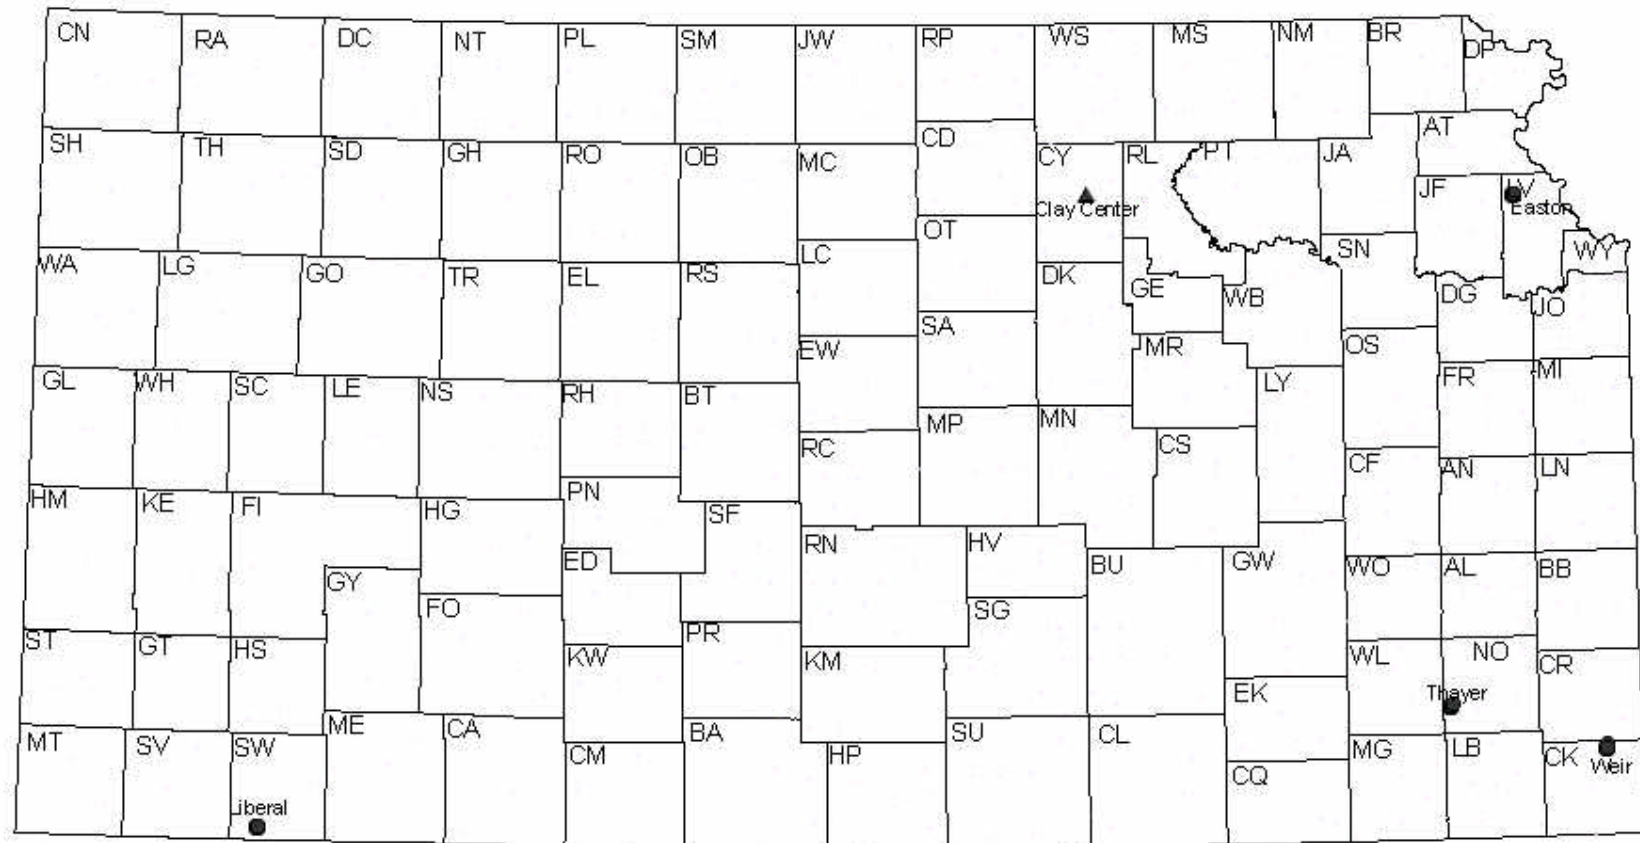 CN RA DC NT PL SM JW RP WS MS NM BR DP
SH TH SD GH RO OB MC CD CY RL PT JA AT
Clay Center
JF LV
Easton
WA LG GO TR EL RS LC OT DK GE WB SN DG WY JO
GL WH SC LE NS RH BT EW SA MR LY OS FR MI
RC MP MN CS CF AN LN
HM KE FI HG PN SF RN HV BU GW WO AL BB
GY FO ED SG
ST GT HS KW PR KM EK WL NO CR
Thayer
MT SV SW ME CA CM BA HP SU CL CQ MG LB CK
Weir
Liberal